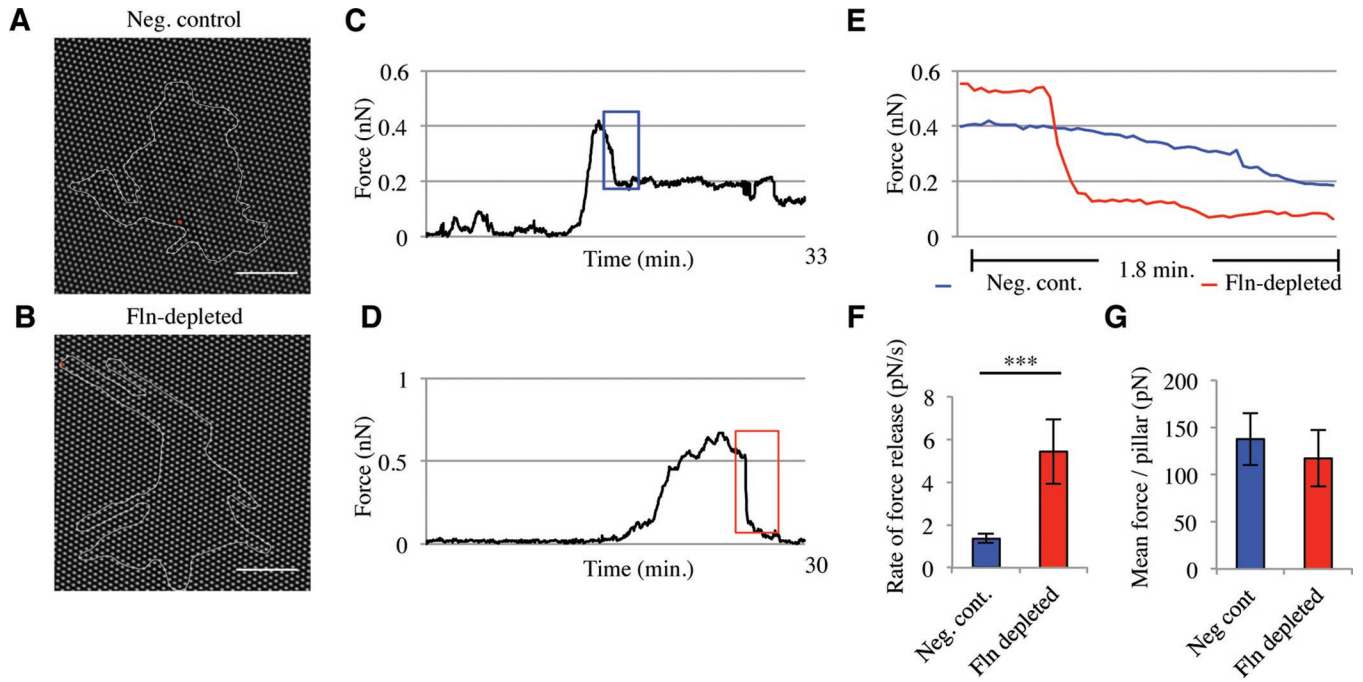 A
Neg. control
B
Fln-depleted
C
Force (nN)
0.6
0.4
0.2
0
Time (min.)
33
D
Force (nN)
1
0.5
0
Time (min.)
30
E
Force (nN)
0.6
0.4
0.2
0
1.8 min.
Neg. cont.
Fln-depleted
F
Rate of force release (pN/s)
8
6
4
2
0
***
Neg. cont.
Fln depleted
G
Mean force / pillar (pN)
200
150
100
50
0
Neg cont
Fln depleted